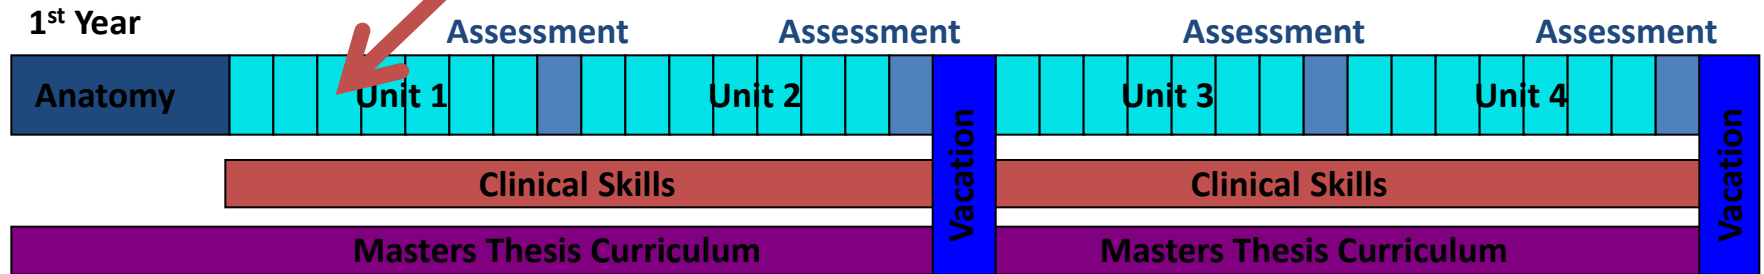 1st Year
Assessment Assessment Assessment Assessment
Anatomy Unit 1 Unit 2 Unit 3 Unit 4
Vacation Vacation
Clinical Skills Clinical Skills
Masters Thesis Curriculum Masters Thesis Curriculum